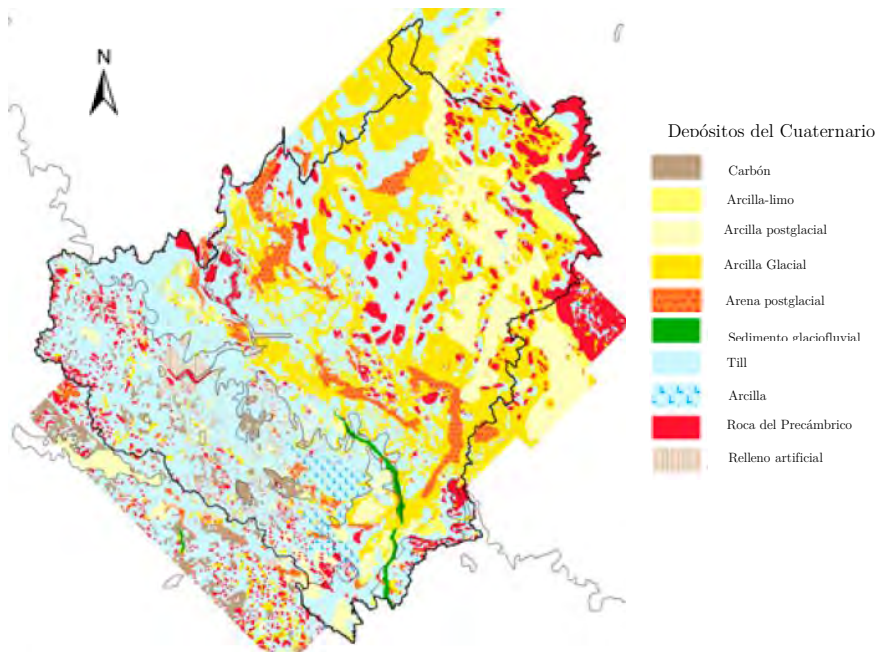 N
Depósitos del Cuaternario
Carbón
Arcilla-limo
Arcilla postglacial
Arcilla Glacial
Arena postglacial
Sedimento glaciofluvial
Till
Arcilla
Roca del Precámbrico
Relleno artificial